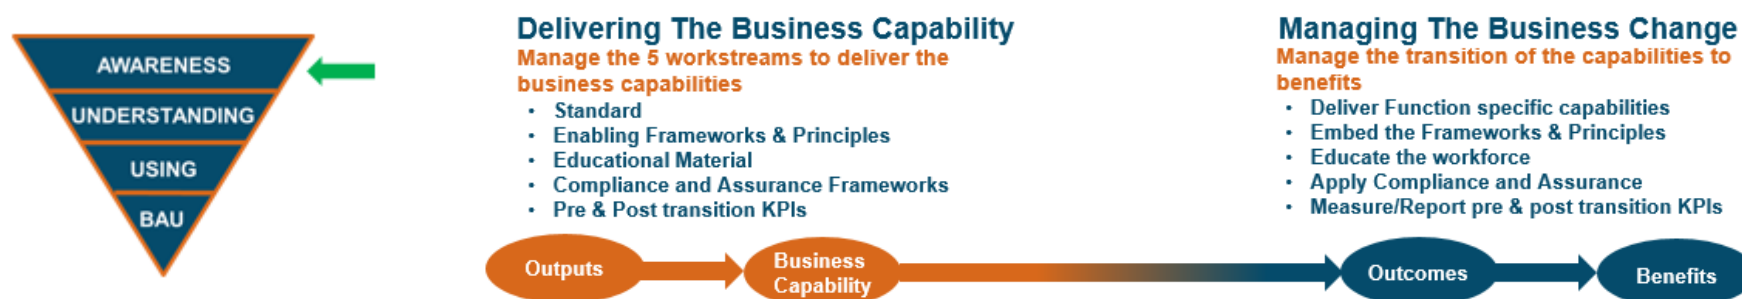 AWARENESS
UNDERSTANDING
USING
BAU
Delivering The Business Capability
Manage the 5 workstreams to deliver the
business capabilities
• Standard
• Enabling Frameworks & Principles
• Educational Material
• Compliance and Assurance Frameworks
• Pre & Post transition KPIs
Managing The Business Change
Manage the transition of the capabilities to
benefits
• Deliver Function specific capabilities
• Embed the Frameworks & Principles
• Educate the workforce
• Apply Compliance and Assurance
• Measure/Report pre & post transition KPIs
Outputs
Business
Capability
Outcomes
Benefits